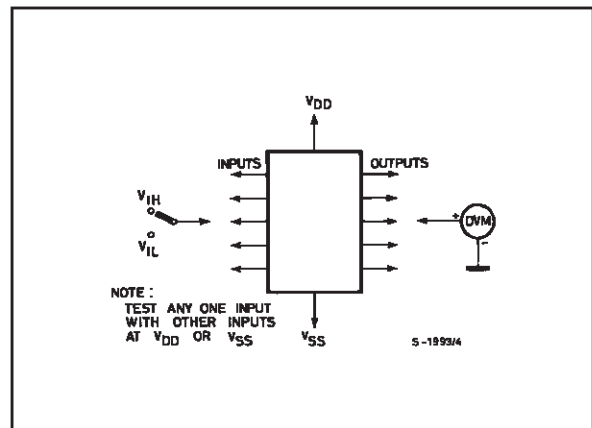 VDD
INPUTS
OUTPUTS
VIH
VIL
+
DVM
-
NOTE :
TEST ANY ONE INPUT
WITH OTHER INPUTS
AT VDD OR VSS
VSS
S-1993/4